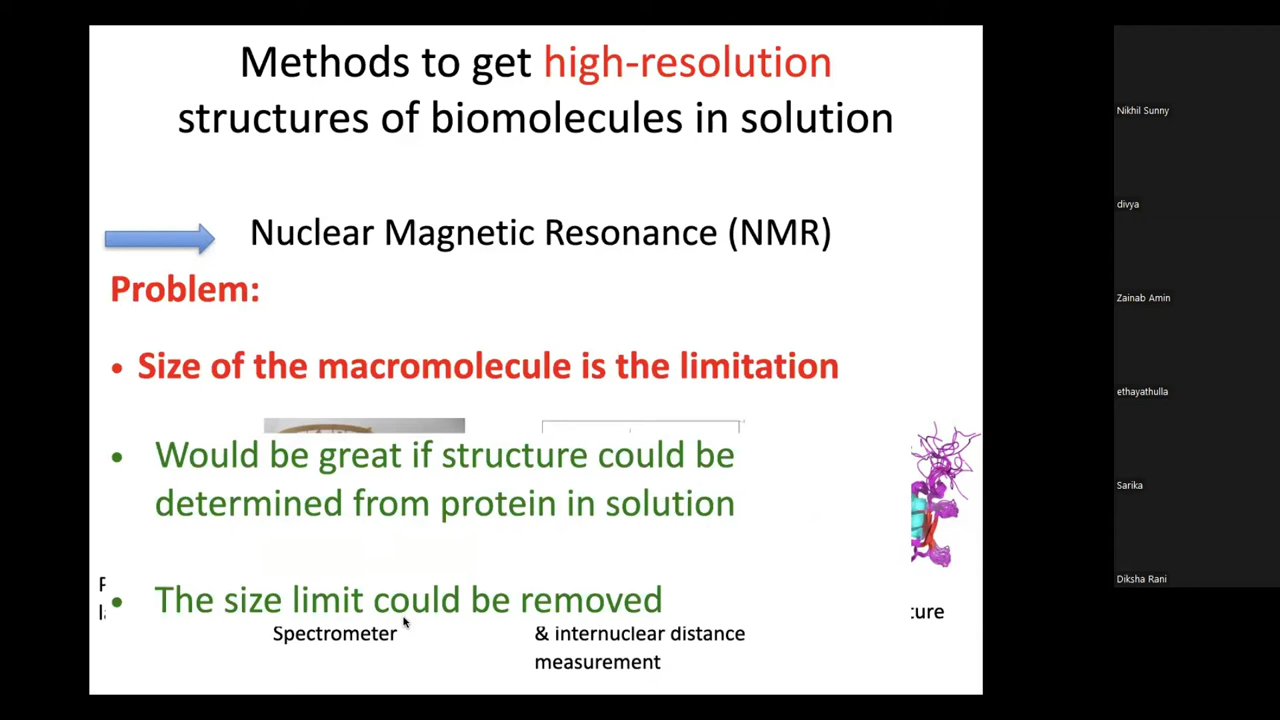 Methods to get high-resolution
structures of biomolecules in solution
Nuclear Magnetic Resonance (NMR)
Problem:
• Size of the macromolecule is the limitation
• Would be great if structure could be
determined from protein in solution
• The size limit could be removed
Spectrometer
& internuclear distance
measurement
Nikhil Sunny
divya
Zainab Amin
ethayathulla
Sarika
Diksha Rani